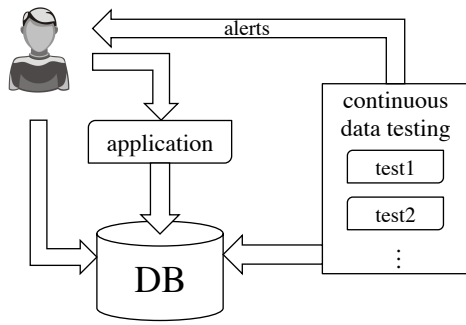 alerts
continuous
data testing
application
test1
test2
⋮
DB